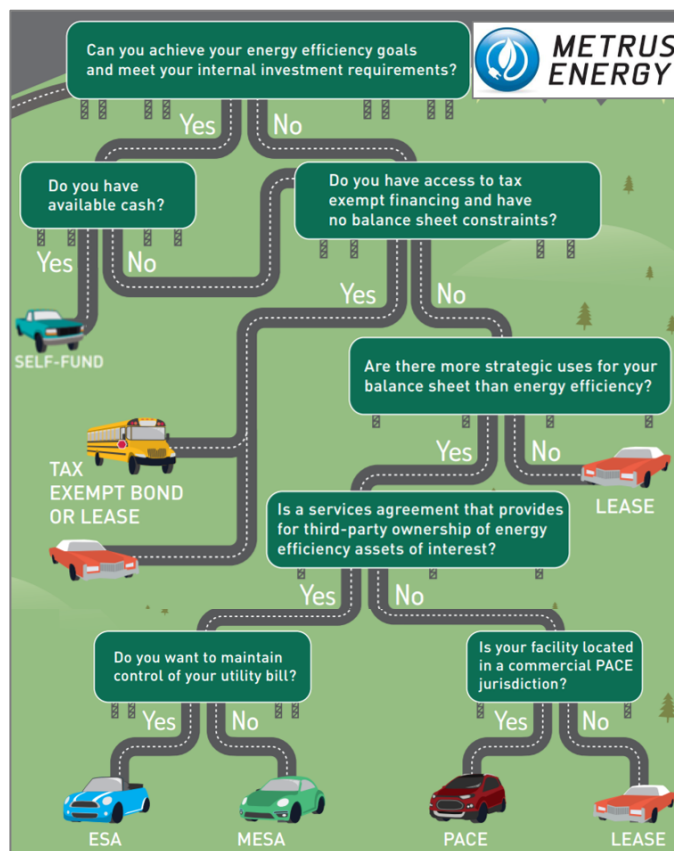 Can you achieve your energy efficiency goals
and meet your internal investment requirements?
METRUS
ENERGY
Yes
No
Do you have
available cash?
Do you have access to tax
exempt financing and have
no balance sheet constraints?
Yes
No
Yes
No
SELF-FUND
Are there more strategic uses for your
balance sheet than energy efficiency?
Yes
No
TAX
EXEMPT BOND
OR LEASE
LEASE
Is a services agreement that provides
for third-party ownership of energy
efficiency assets of interest?
Yes
No
Do you want to maintain
control of your utility bill?
Is your facility located
in a commercial PACE
jurisdiction?
Yes
No
Yes
No
ESA
MESA
PACE
LEASE